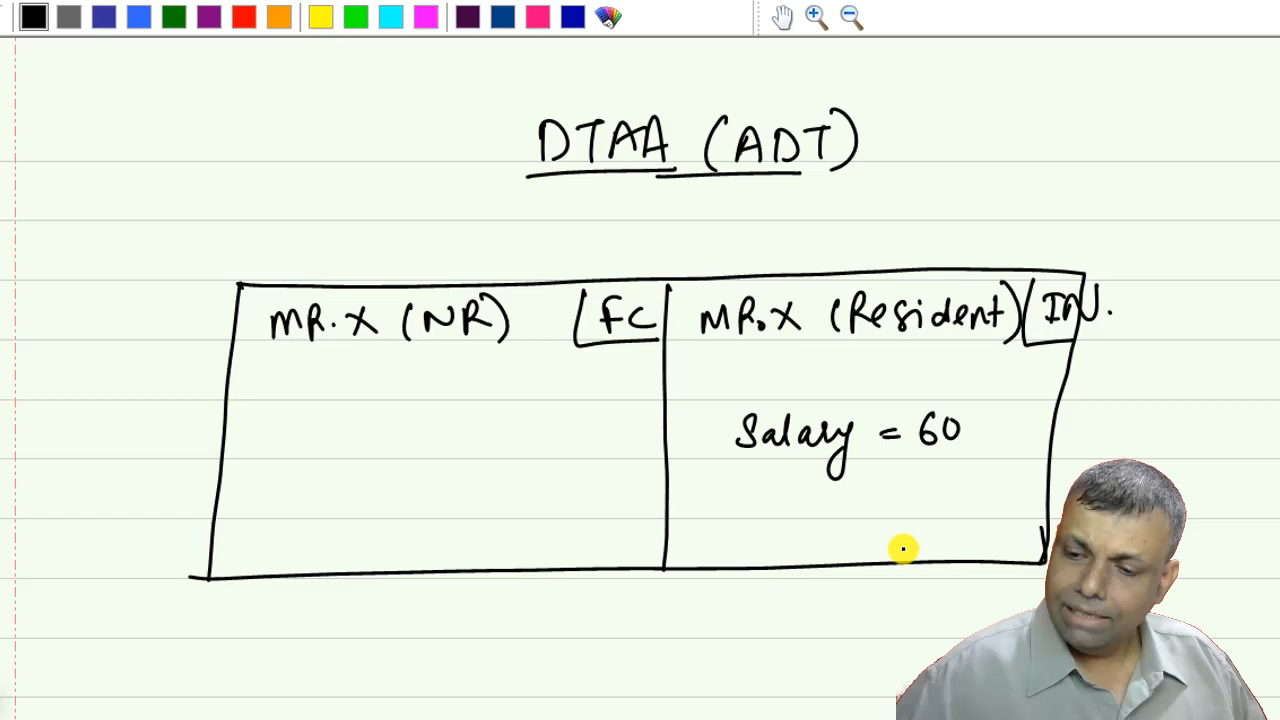 DTAA (ADT)
MR. X (NR) FC MR. X (Resident) IN.
Salary = 60